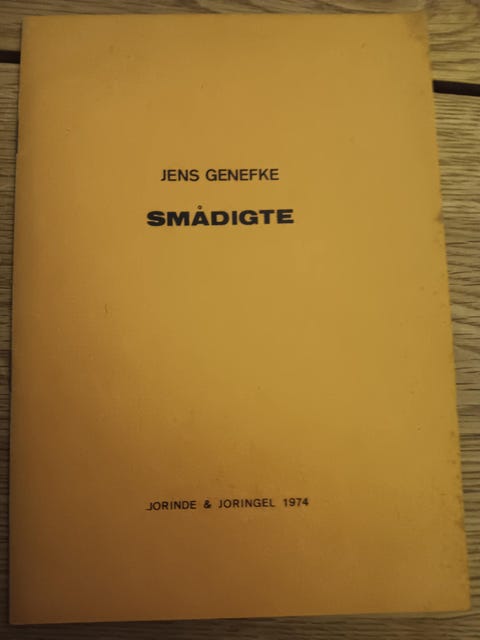 JENS GENEFKE
SMÅDIGTE
JORINDE & JORINGEL 1974